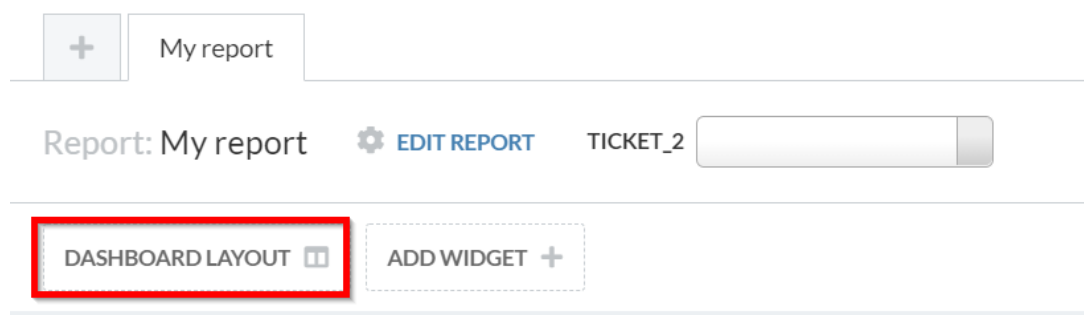 + My report
Report: My report EDIT REPORT TICKET_2
DASHBOARD LAYOUT ADD WIDGET +